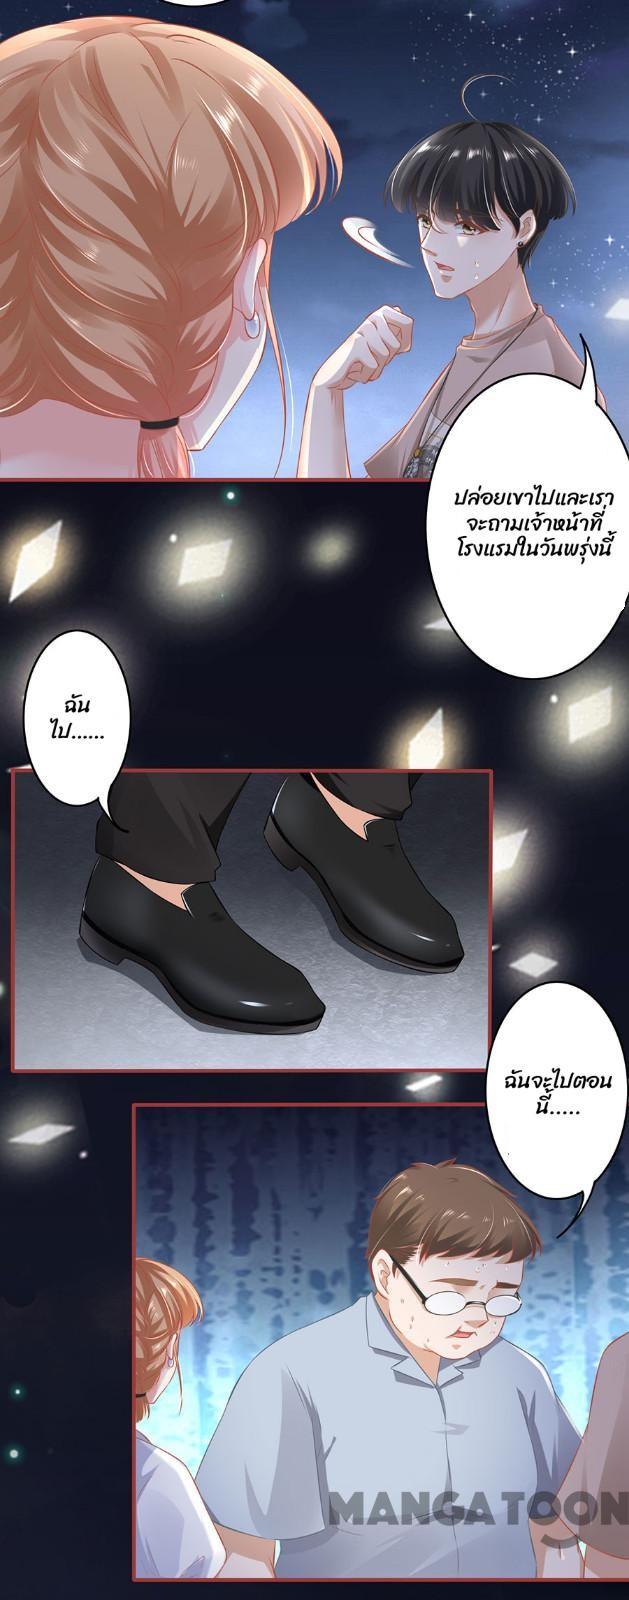 ปล่อยเขาไปและเรา
จะถามเจ้าหน้าที่
โรงแรมในวันพรุ่งนี้
ฉัน
ไป......
ฉันจะไปตอน
นี้.....
MANGATOON